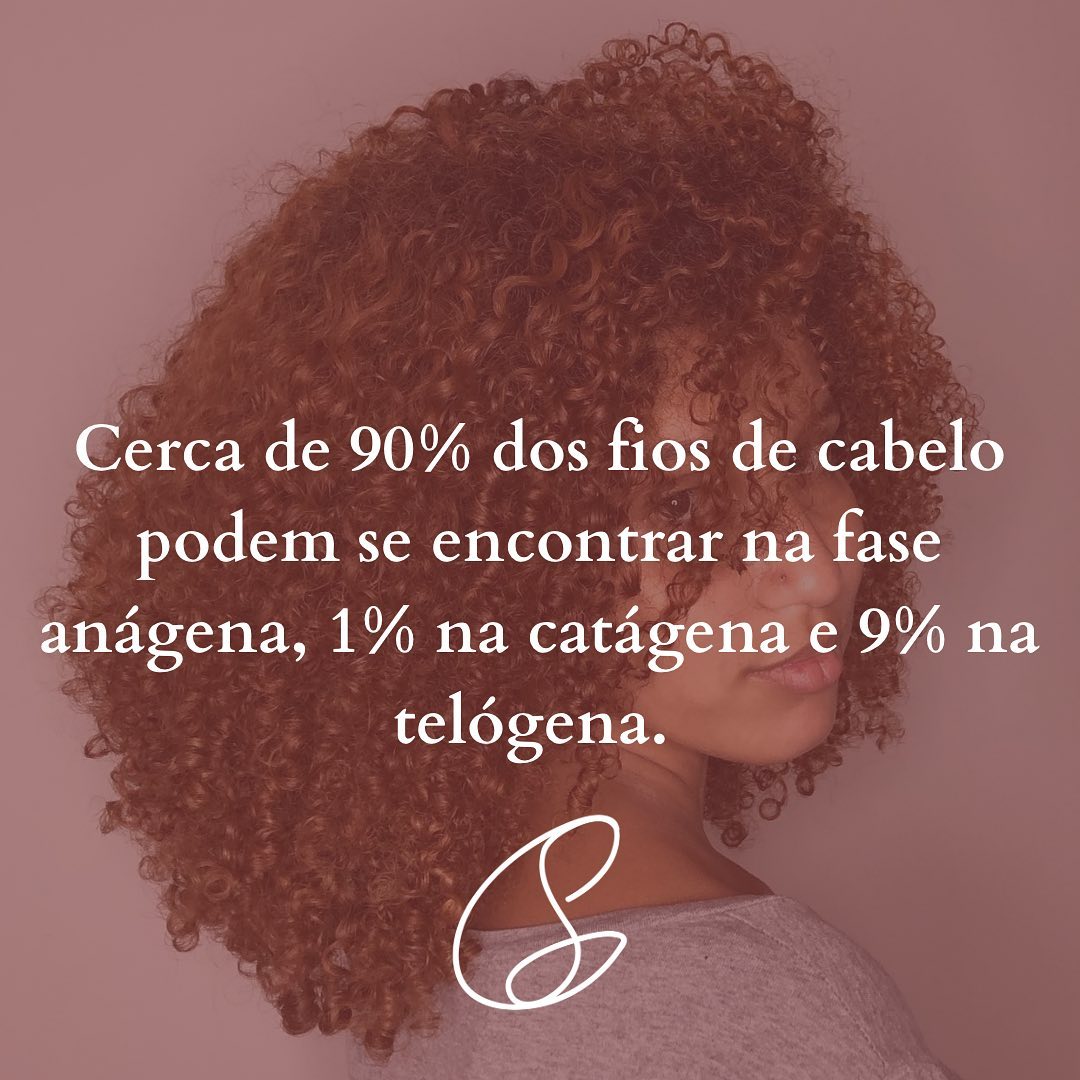 Cerca de 90% dos fios de cabelo
podem se encontrar na fase
anágena, 1% na catágena e 9% na
telógena.